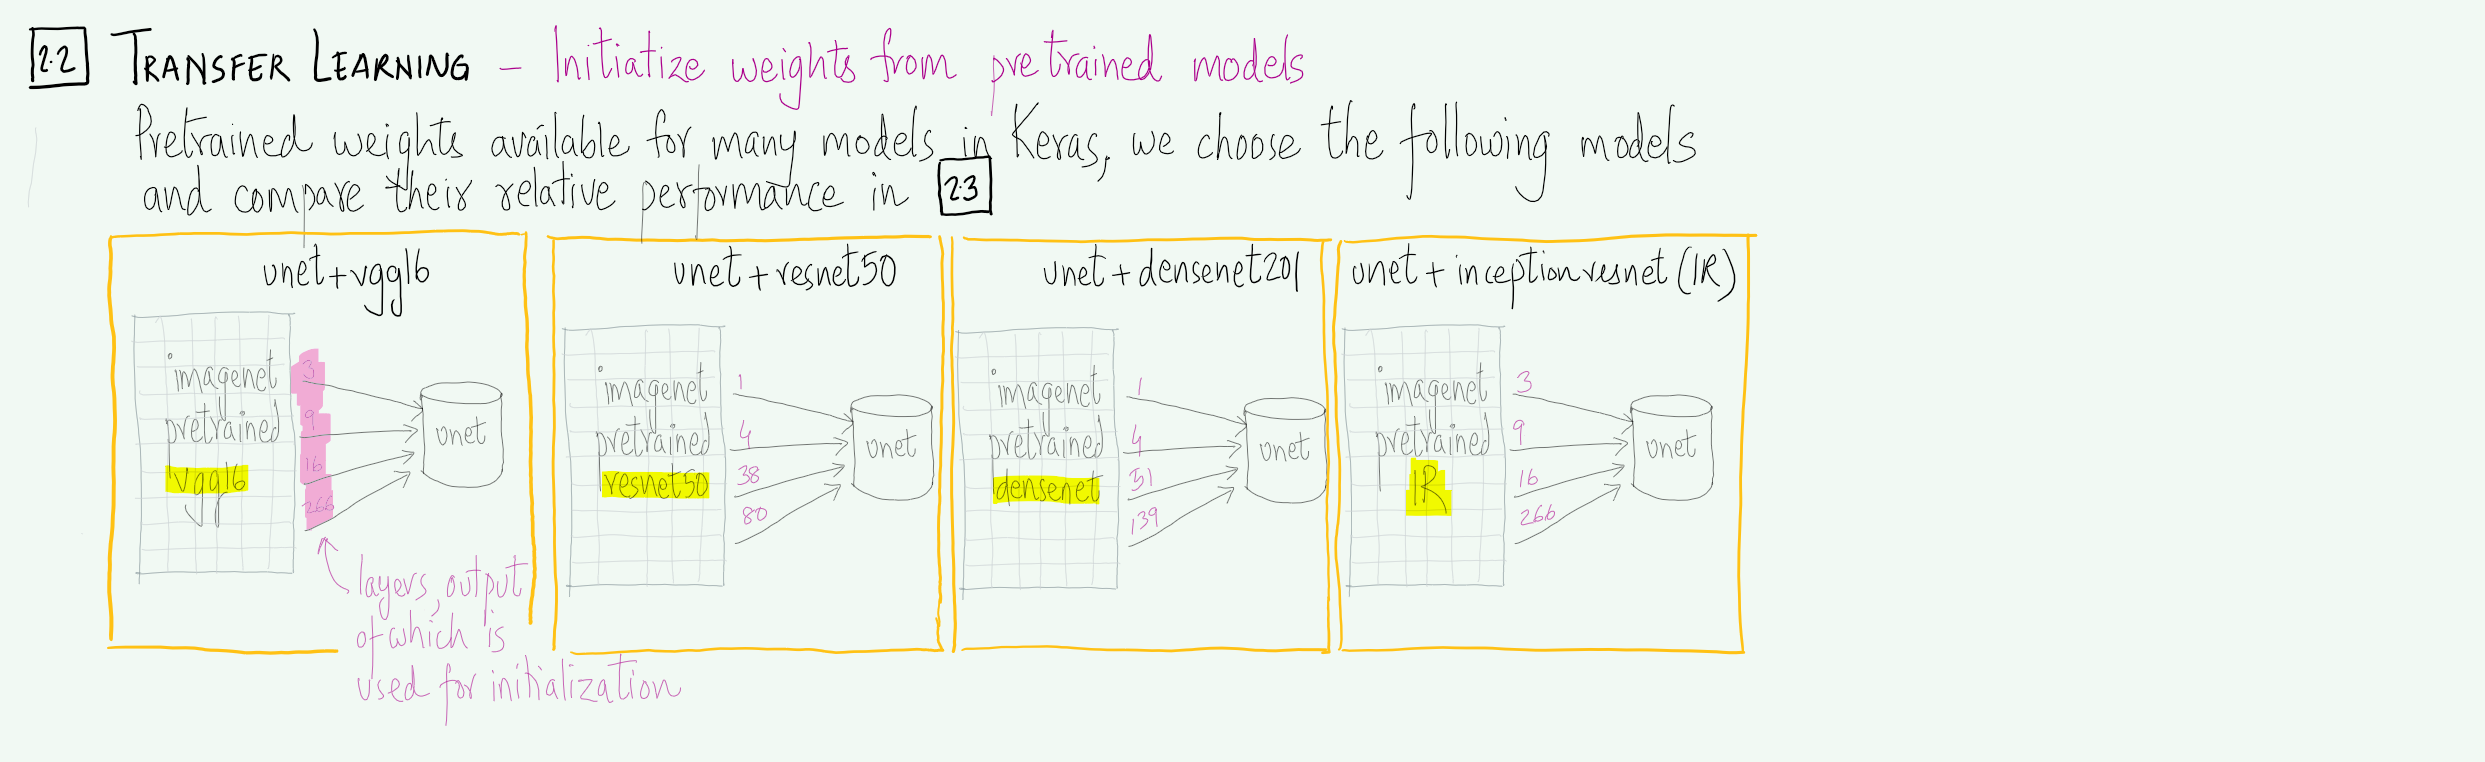 2.2 TRANSFER LEARNING - Initiatize weights from pretrained models
Pretrained weights available for many models in Keras, we choose the following models
and compare their relative performance in 2.3
unet+vgg16
imagenet
pretrained
vgg16
3
9
16
266
unet
layers, output
of which is
used for initialization
unet+resnet50
imagenet
pretrained
resnet50
1
4
38
80
unet
unet+densenet201
imagenet
pretrained
densenet
1
4
51
139
unet
unet+inceptionresnet (IR)
imagenet
pretrained
IR
3
9
16
266
unet